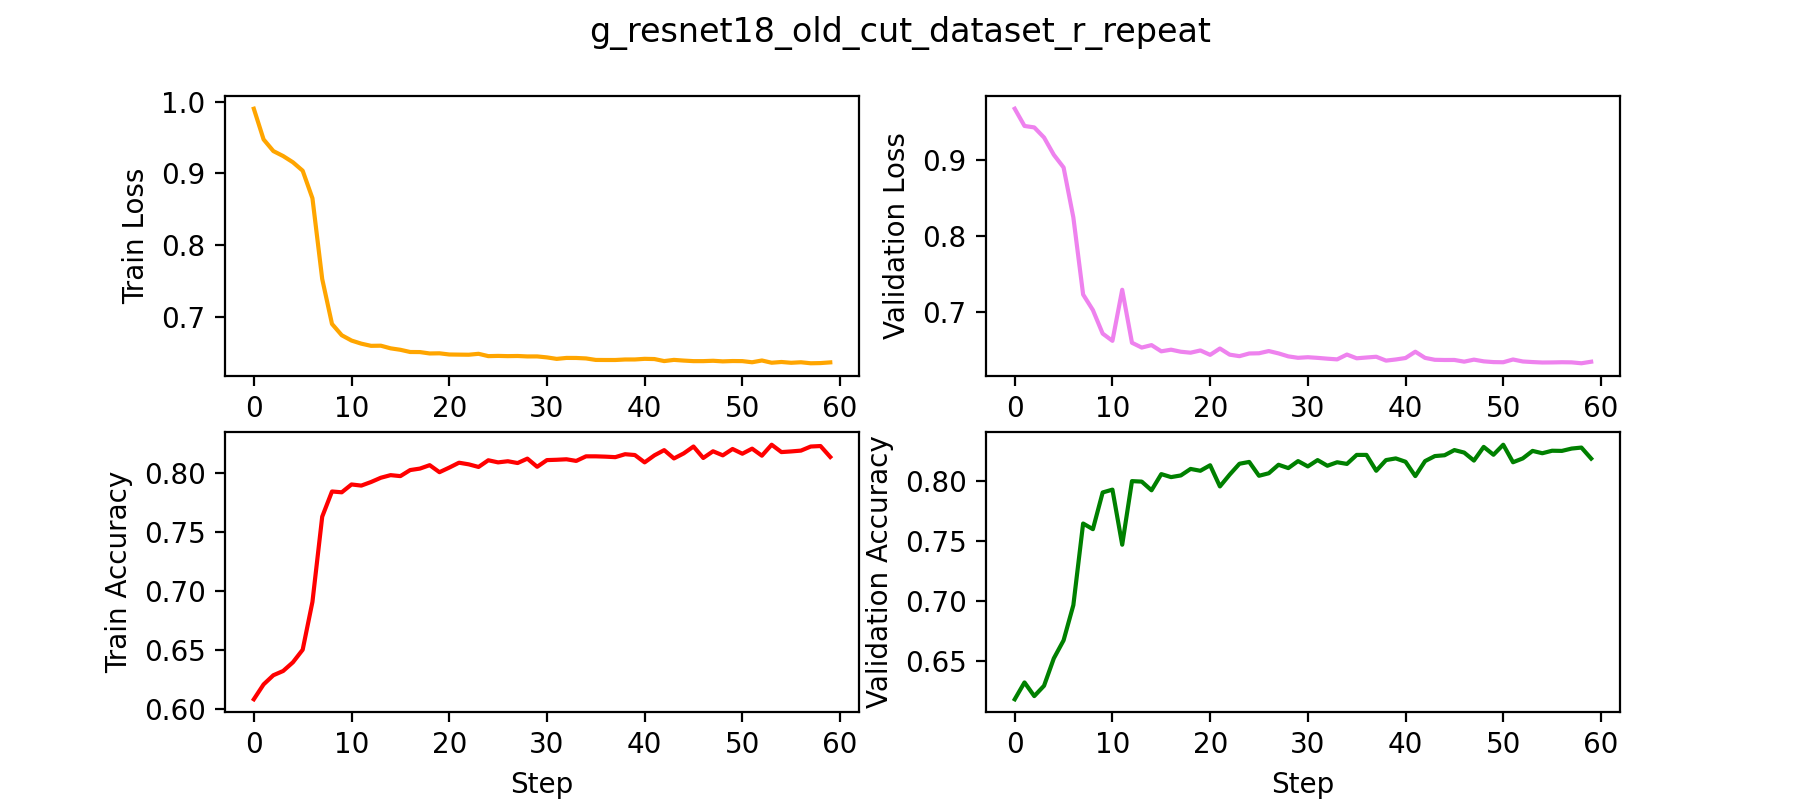 g_resnet18_old_cut_dataset_r_repeat
Train Loss
1.0
0.9
0.8
0.7
0 10 20 30 40 50 60
Validation Loss
0.9
0.8
0.7
0 10 20 30 40 50 60
Train Accuracy
0.80
0.75
0.70
0.65
0.60
0 10 20 30 40 50 60
Step
Validation Accuracy
0.80
0.75
0.70
0.65
0 10 20 30 40 50 60
Step